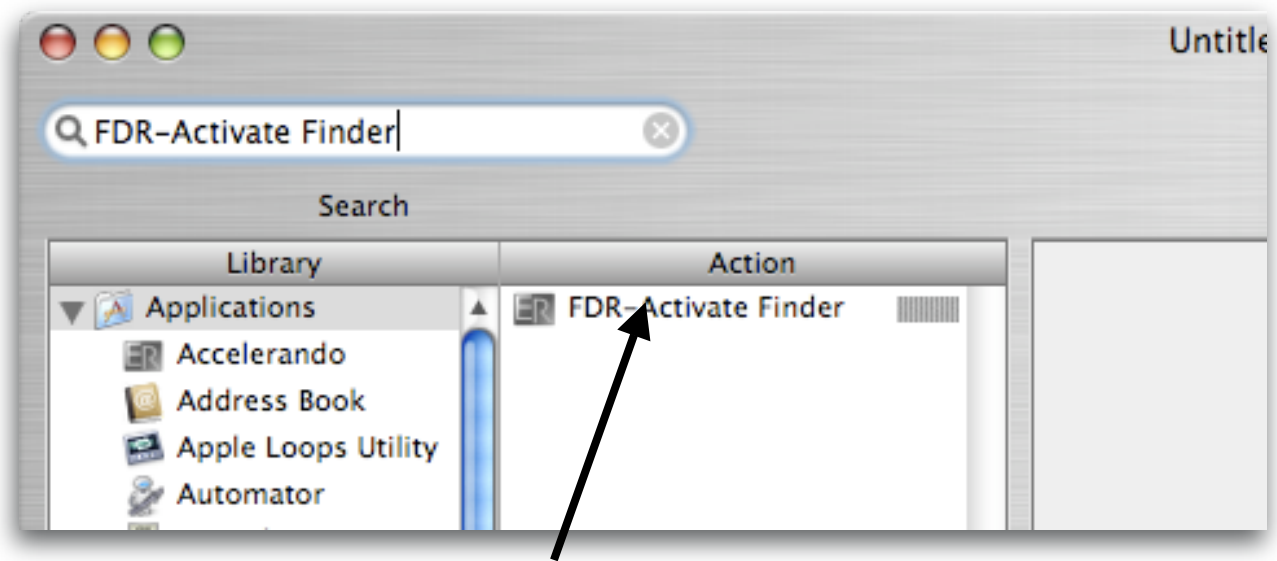 Untitle
FDR-Activate Finder
Search
Library
Action
Applications
FDR-Activate Finder
Accelerando
Address Book
Apple Loops Utility
Automator